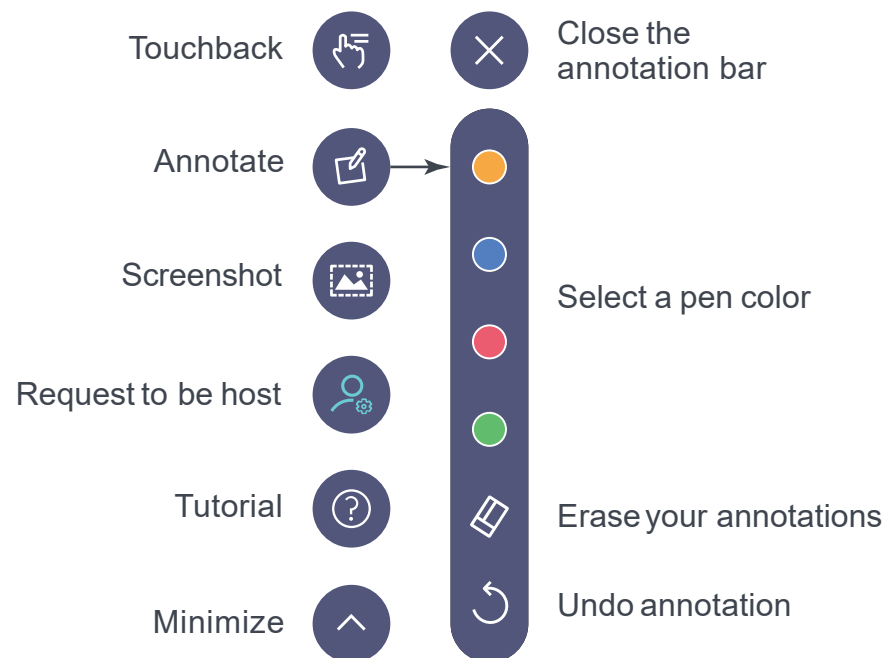 Touchback
Close the
annotation bar
Annotate
Screenshot
Select a pen color
Request to be host
Tutorial
Erase your annotations
Undo annotation
Minimize